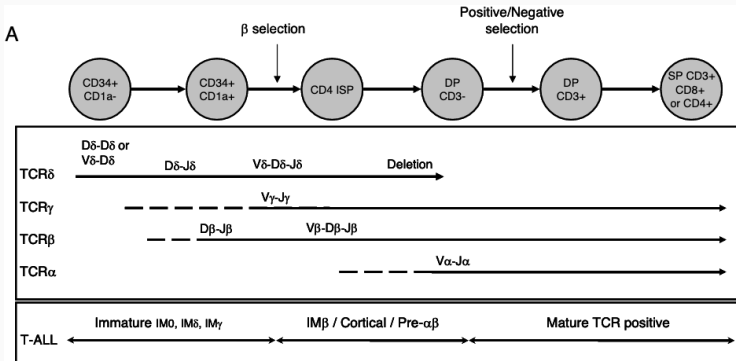 A
β selection
Positive/Negative
selection
CD34+
CD1a-
CD34+
CD1a+
CD4 ISP
DP
CD3-
DP
CD3+
SP CD3+
CD8+
or CD4+
Dδ-Dδ or
Vδ-Dδ
Dδ-Jδ
Vδ-Dδ-Jδ
Deletion
TCRδ
Vγ-Jγ
TCRγ
Dβ-Jβ
Vβ-Dβ-Jβ
TCRβ
Vα-Jα
TCRα
Immature IM0, IMδ, IMγ
IMβ / Cortical / Pre-αβ
Mature TCR positive
T-ALL